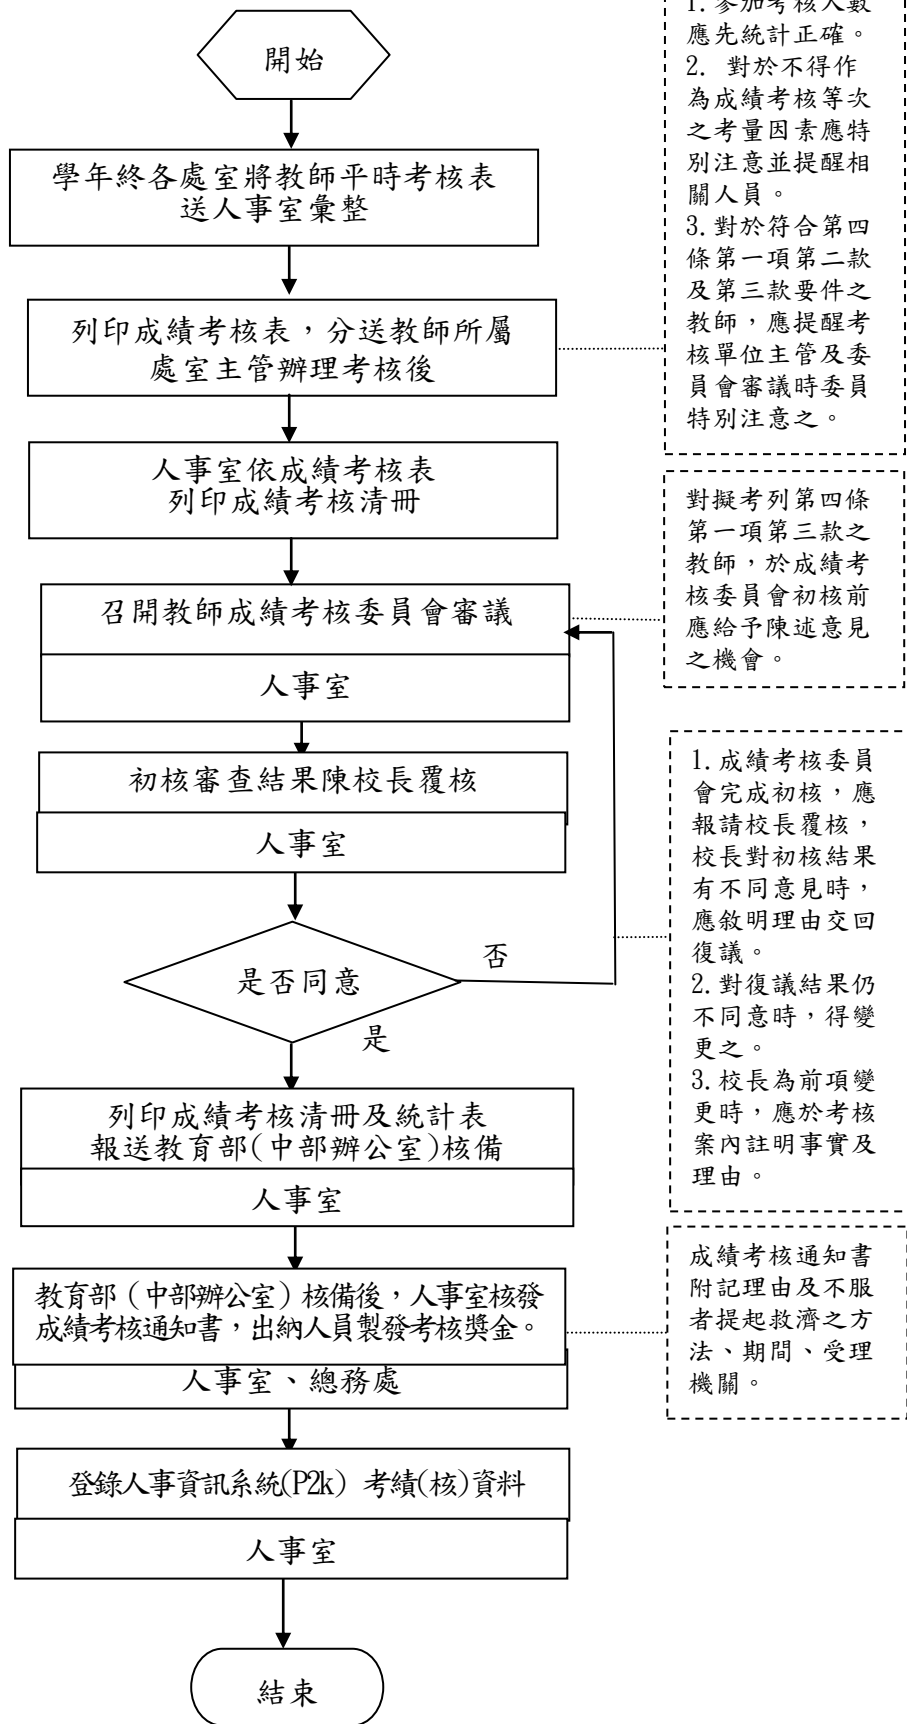 開始
學年終各處室將教師平時考核表
送人事室彙整
列印成績考核表，分送教師所屬
處室主管辦理考核後
1.參加考核人數
應先統計正確。
2. 對於不得作
為成績考核等次
之考量因素應特
別注意並提醒相
關人員。
3.對於符合第四
條第一項第二款
及第三款要件之
教師，應提醒考
核單位主管及委
員會審議時委員
特別注意之。
人事室依成績考核表
列印成績考核清冊
召開教師成績考核委員會審議
人事室
對擬考列第四條
第一項第三款之
教師，於成績考
核委員會初核前
應給予陳述意見
之機會。
初核審查結果陳校長覆核
人事室
是否同意
否
是
1.成績考核委員
會完成初核，應
報請校長覆核，
校長對初核結果
有不同意見時，
應敘明理由交回
復議。
2.對復議結果仍
不同意時，得變
更之。
3.校長為前項變
更時，應於考核
案內註明事實及
理由。
列印成績考核清冊及統計表
報送教育部(中部辦公室)核備
人事室
教育部（中部辦公室）核備後，人事室核發
成績考核通知書，出納人員製發考核獎金。
人事室、總務處
成績考核通知書
附記理由及不服
者提起救濟之方
法、期間、受理
機關。
登錄人事資訊系統(P2k) 考績(核)資料
人事室
結束